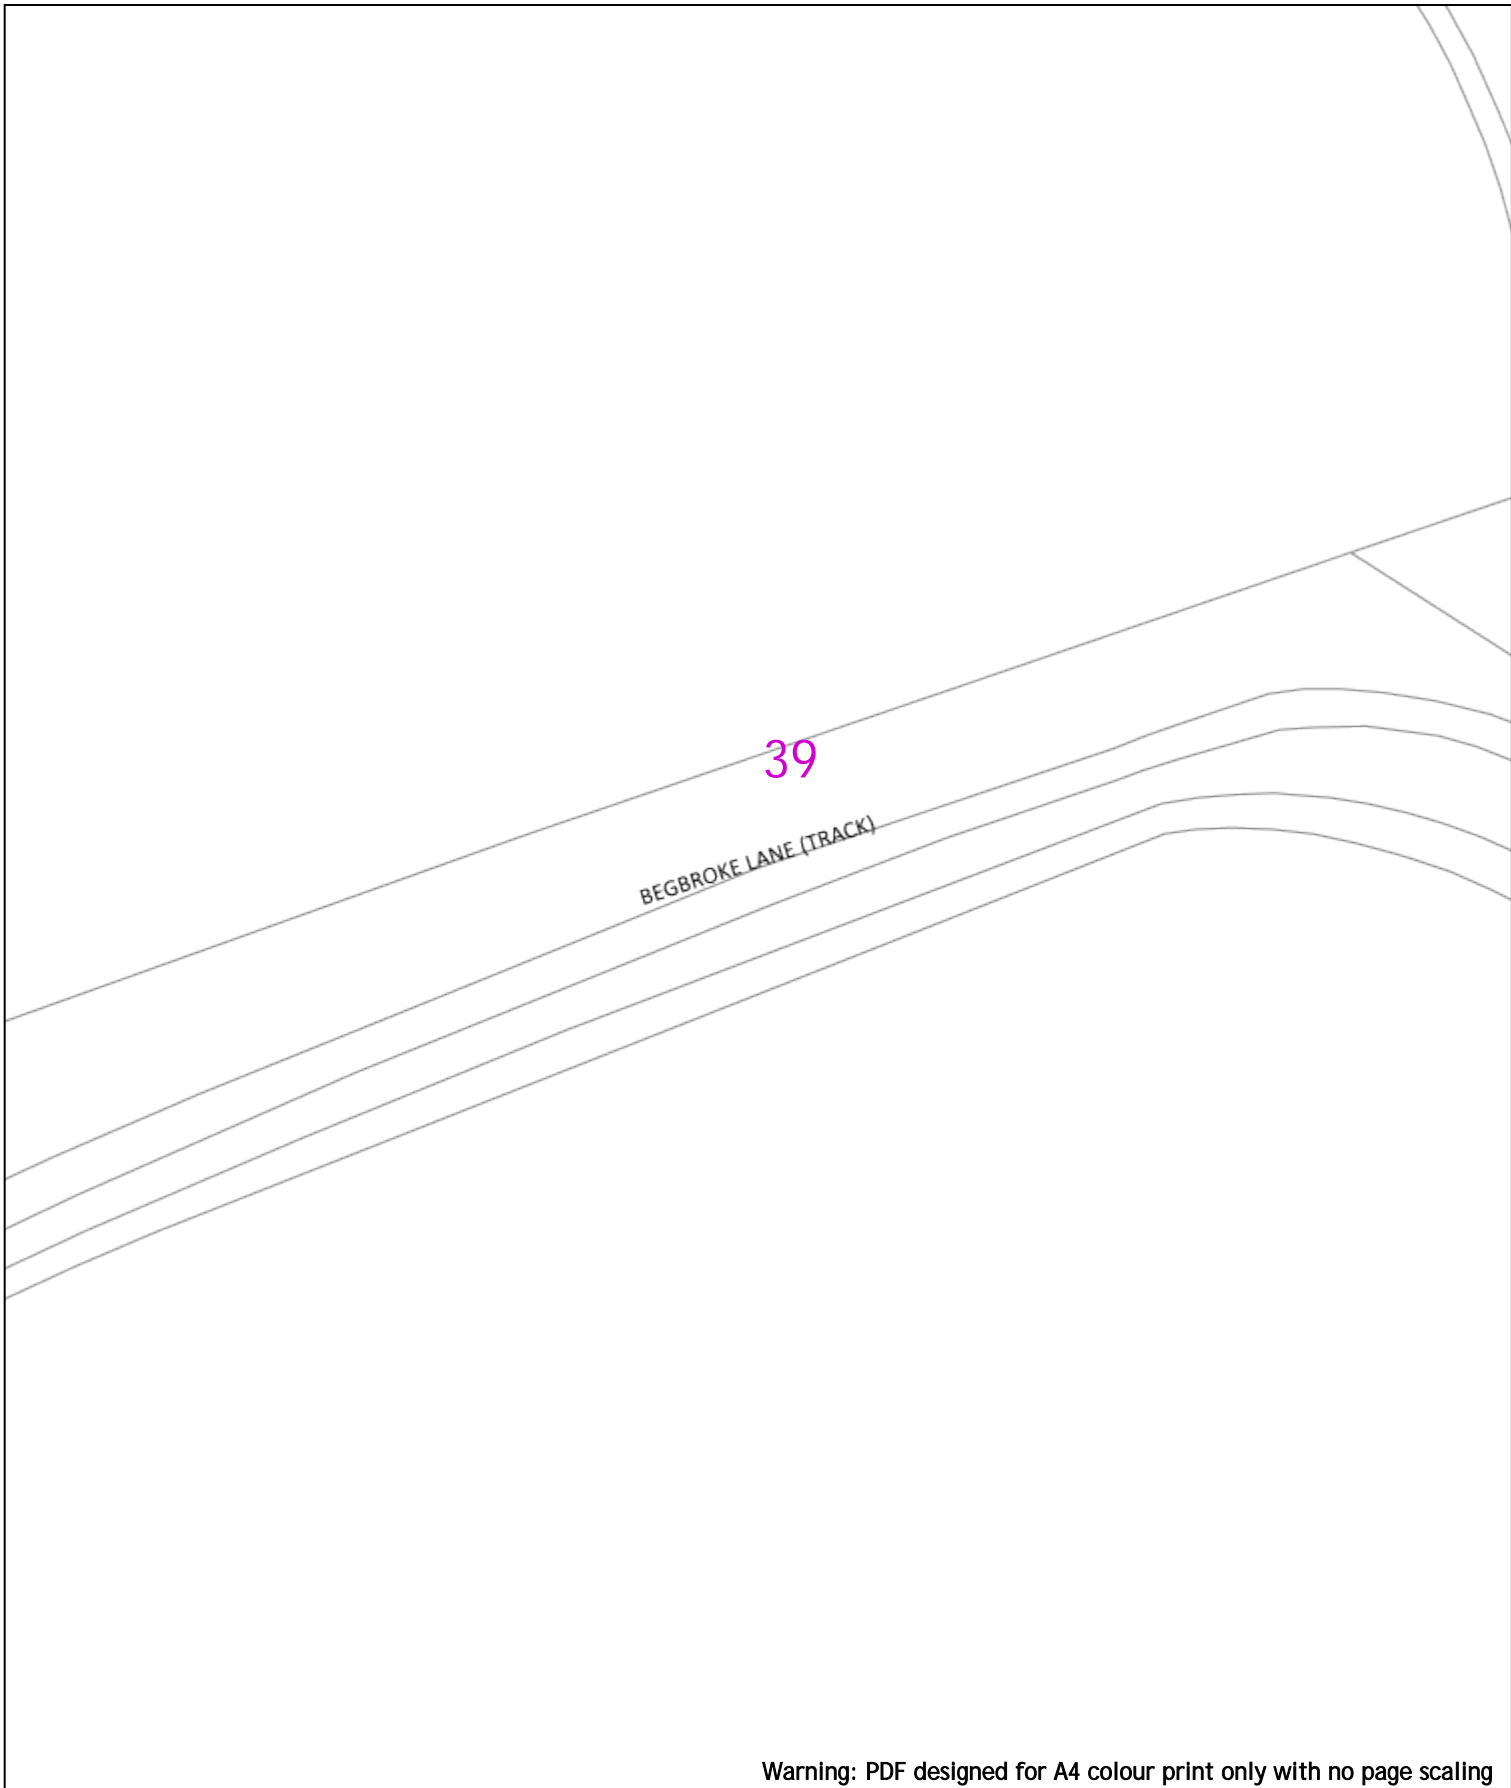 39
BEGBROKE LANE (TRACK)
Warning: PDF designed for A4 colour print only with no page scaling